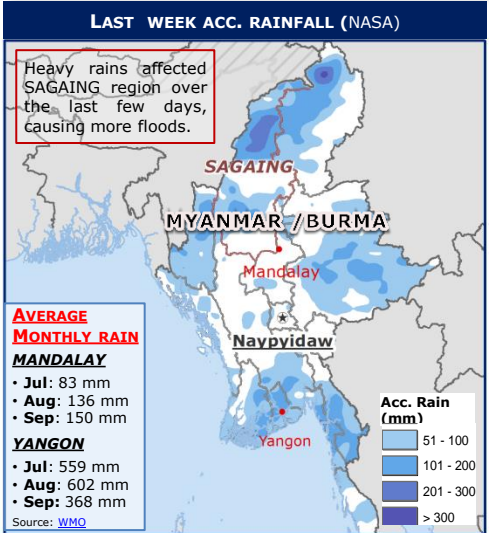 LAST WEEK ACC. RAINFALL (NASA)
Heavy rains affected
SAGAING region over
the last few days,
causing more floods.
SAGAING
MYANMAR /BURMA
Mandalay
Naypyidaw
Yangon
AVERAGE
MONTHLY RAIN
MANDALAY
• Jul: 83 mm
• Aug: 136 mm
• Sep: 150 mm
YANGON
• Jul: 559 mm
• Aug: 602 mm
• Sep: 368 mm
Source: WMO
Acc. Rain
(mm)
51 - 100
101 - 200
201 - 300
> 300